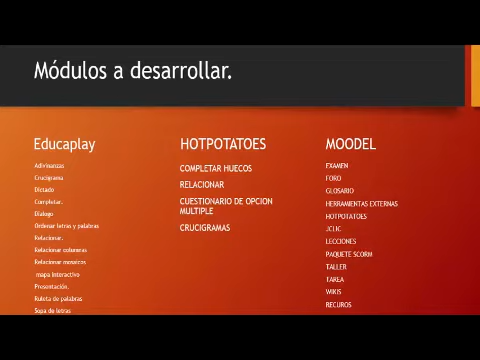 Módulos a desarrollar.
Educaplay
Adivinanzas
Crucigrama
Dictado
Completar.
Dialogo
Ordenar letras y palabras
Relacionar.
Relacionar columnas
Relacionar mosaicos
mapa interactivo
Presentación.
Ruleta de palabras
Sopa de letras
HOTPOTATOES
COMPLETAR HUECOS
RELACIONAR
CUESTIONARIO DE OPCION
MULTIPLE
CRUCIGRAMAS
MOODEL
EXAMEN
FORO
GLOSARIO
HERRAMIENTAS EXTERNAS
HOTPOTATOES
JCLIC
LECCIONES
PAQUETE SCORM
TALLER
TAREA
WIKIS
RECUROS